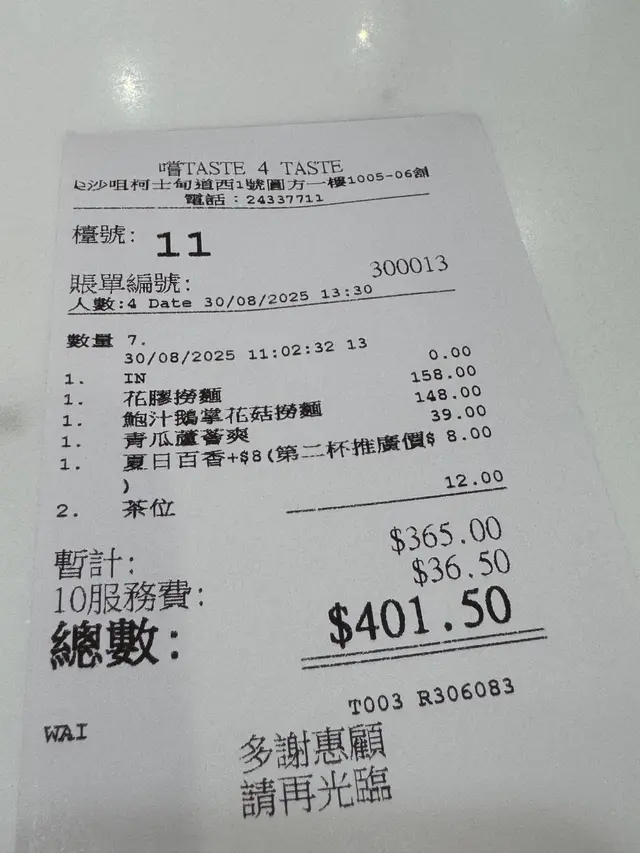 嚐TASTE 4 TASTE
沙咀柯士甸道西1號圓方一樓1005-06
電話：24337711
檯號: 11
賬單編號: 300013
人數:4 Date 30/08/2025 13:30
數量 7.
30/08/2025 11:02:32 13
1. IN 0.00
1. 花膠撈麵 158.00
1. 鮑汁鵝掌花菇撈麵 148.00
1. 青瓜蘆薈爽 39.00
1. 夏日百香+$8(第二杯推廣價$ 8.00
)
2. 茶位 12.00
暫計: $365.00
10服務費: $36.50
總數: $401.50
T003 R306083
WAI
多謝惠顧
請再光臨